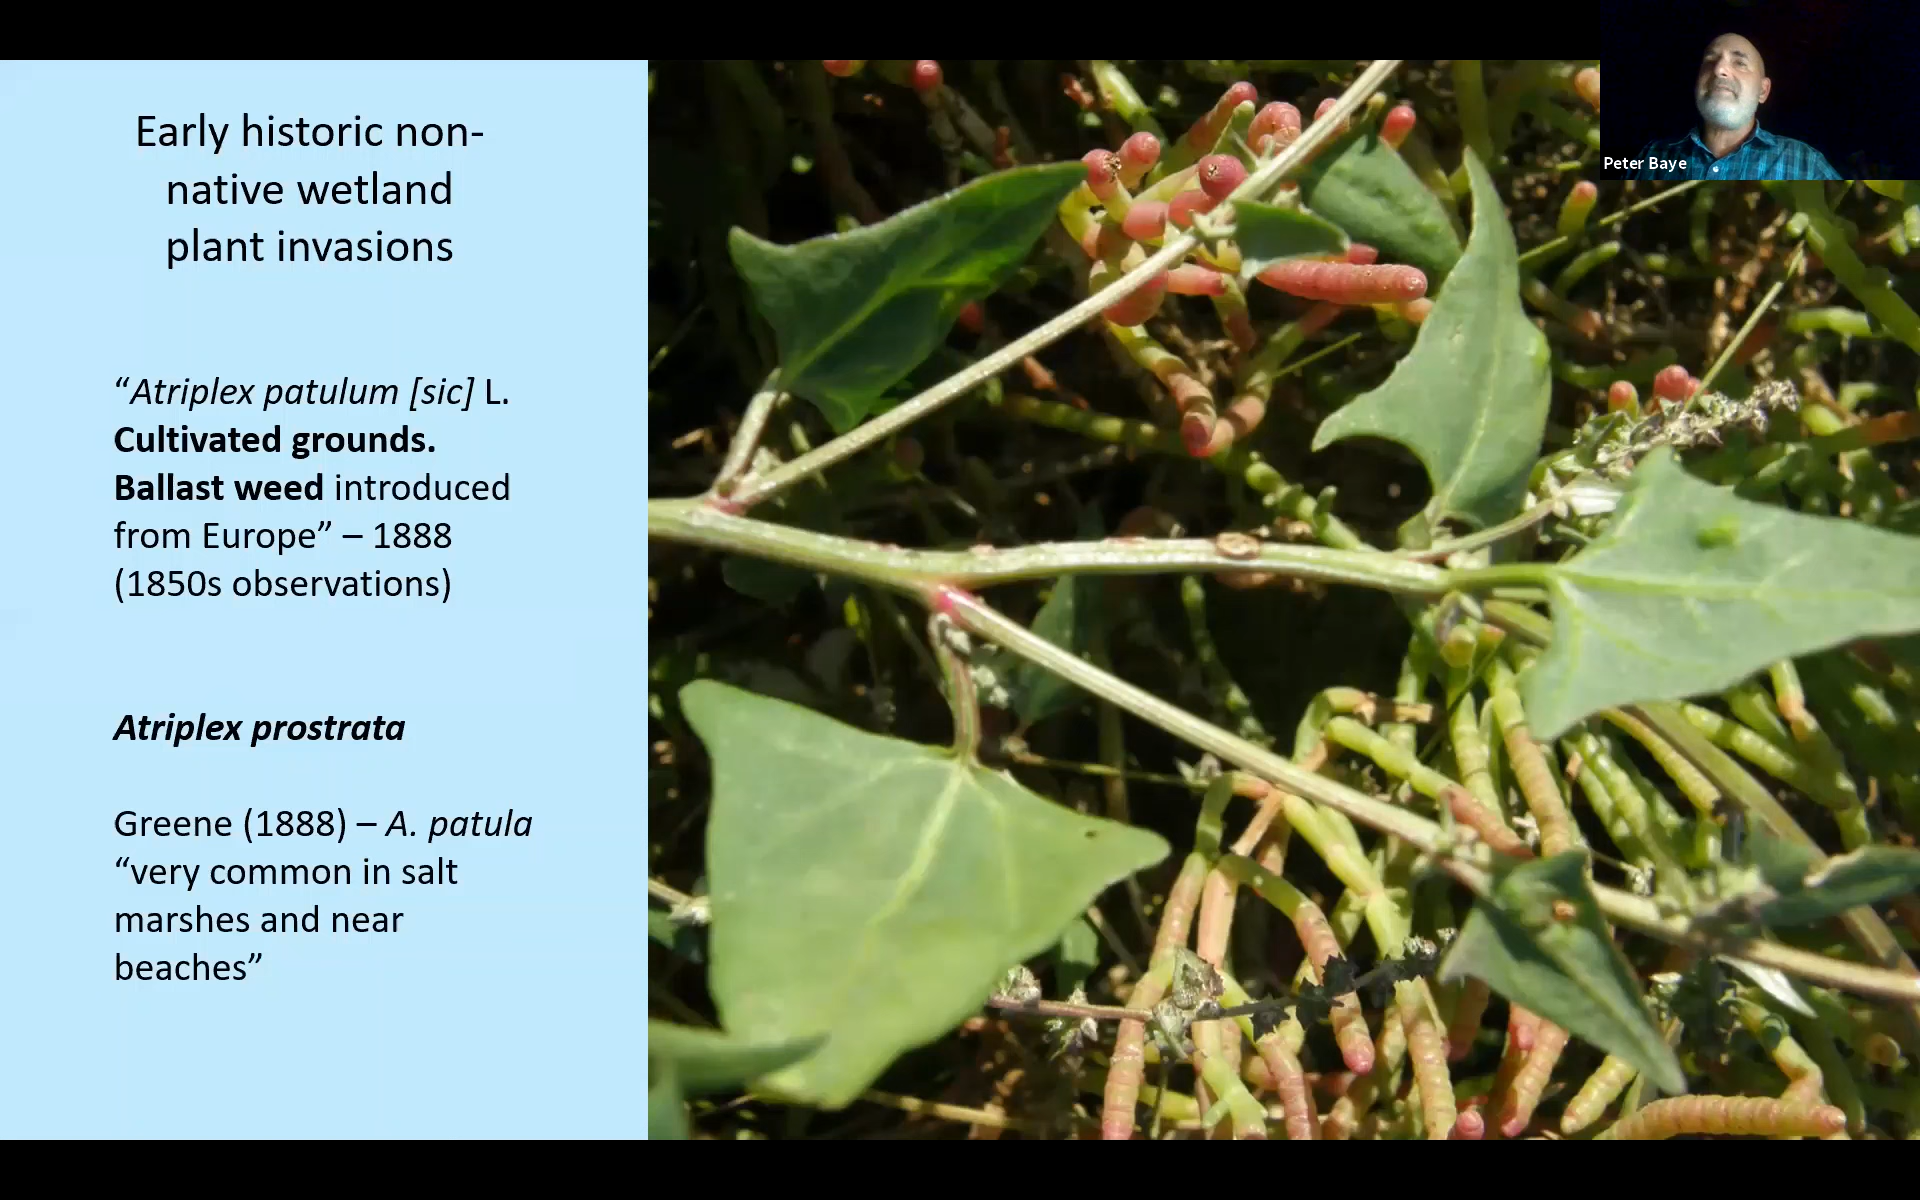 Early historic non-
native wetland
plant invasions
“Atriplex patulum [sic] L.
Cultivated grounds.
Ballast weed introduced
from Europe” – 1888
(1850s observations)
Atriplex prostrata
Greene (1888) – A. patula
“very common in salt
marshes and near
beaches”
Peter Baye